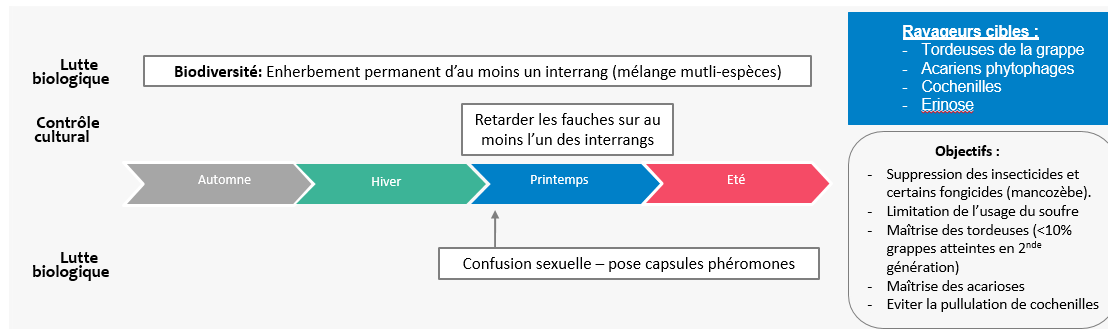 Lutte
biologique
Biodiversité: Enherbement permanent d’au moins un interrang (mélange mutli-espèces)
Contrôle
cultural
Retarder les fauches sur au
moins l’un des interrangs
Automne
Hiver
Printemps
Eté
Lutte
biologique
Confusion sexuelle – pose capsules phéromones
Ravageurs cibles :
- Tordeuses de la grappe
- Acariens phytophages
- Cochenilles
- Erinose
Objectifs :
- Suppression des insecticides et
certains fongicides (mancozèbe).
- Limitation de l’usage du soufre
- Maîtrise des tordeuses (<10%
grappes atteintes en 2nde
génération)
- Maîtrise des acarioses
- Eviter la pullulation de cochenilles